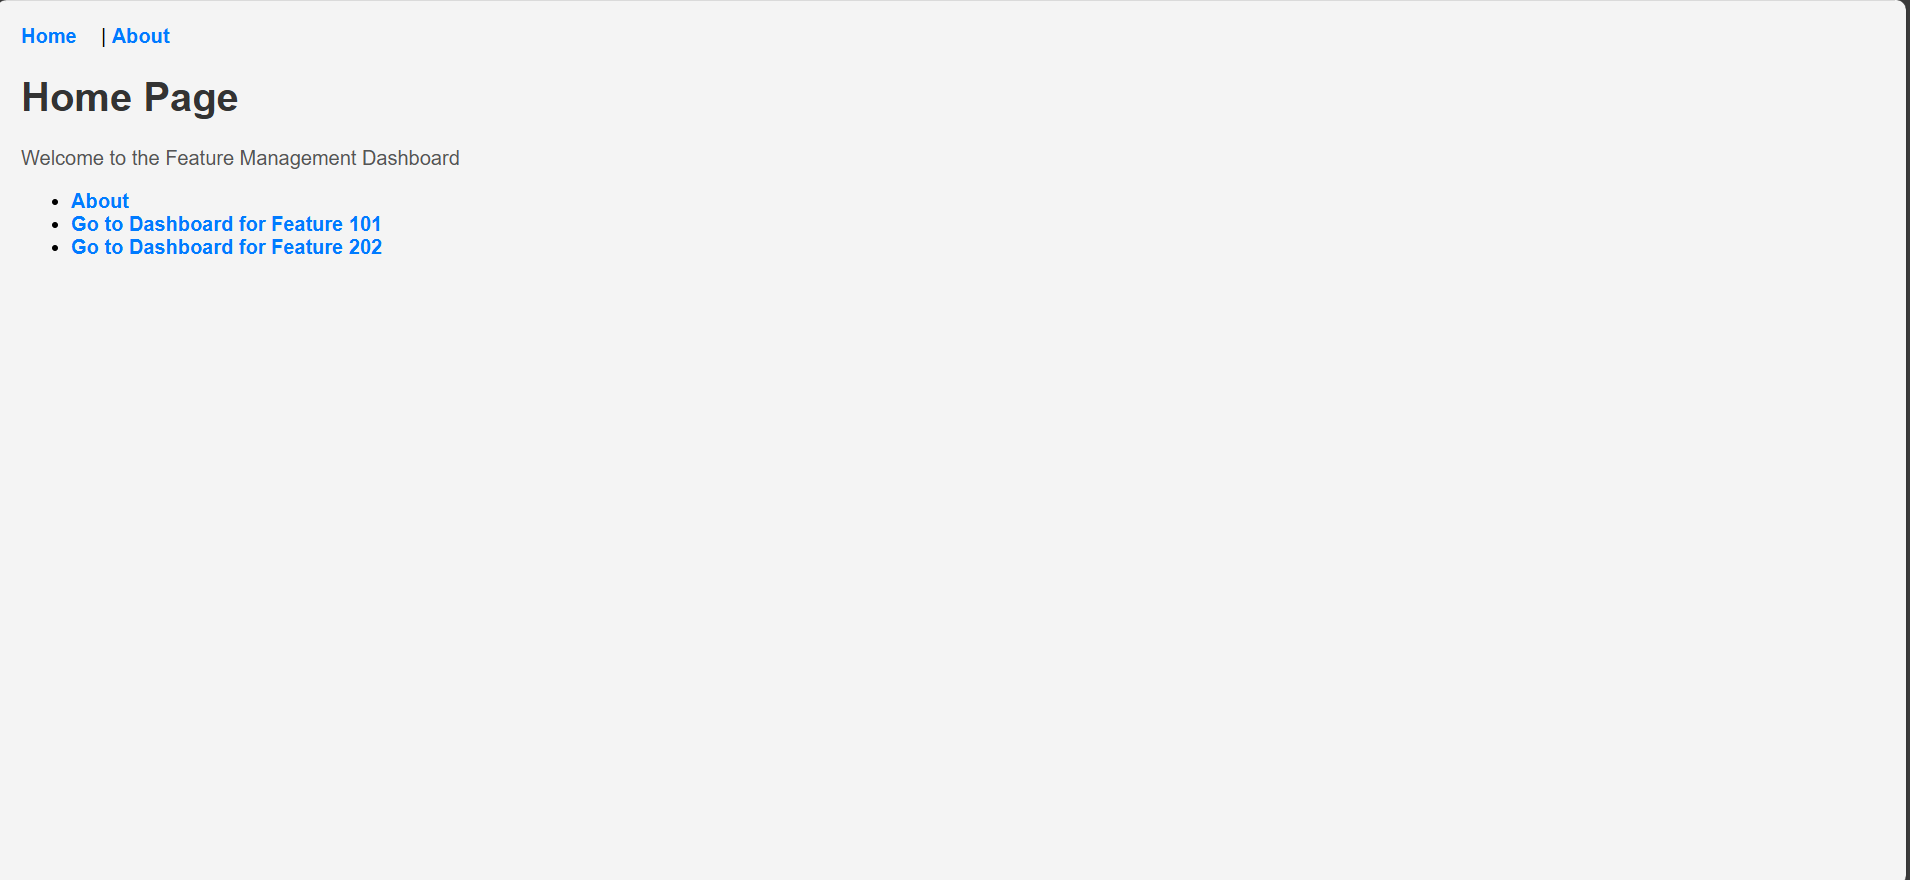 Home | About
Home Page
Welcome to the Feature Management Dashboard
• About
• Go to Dashboard for Feature 101
• Go to Dashboard for Feature 202